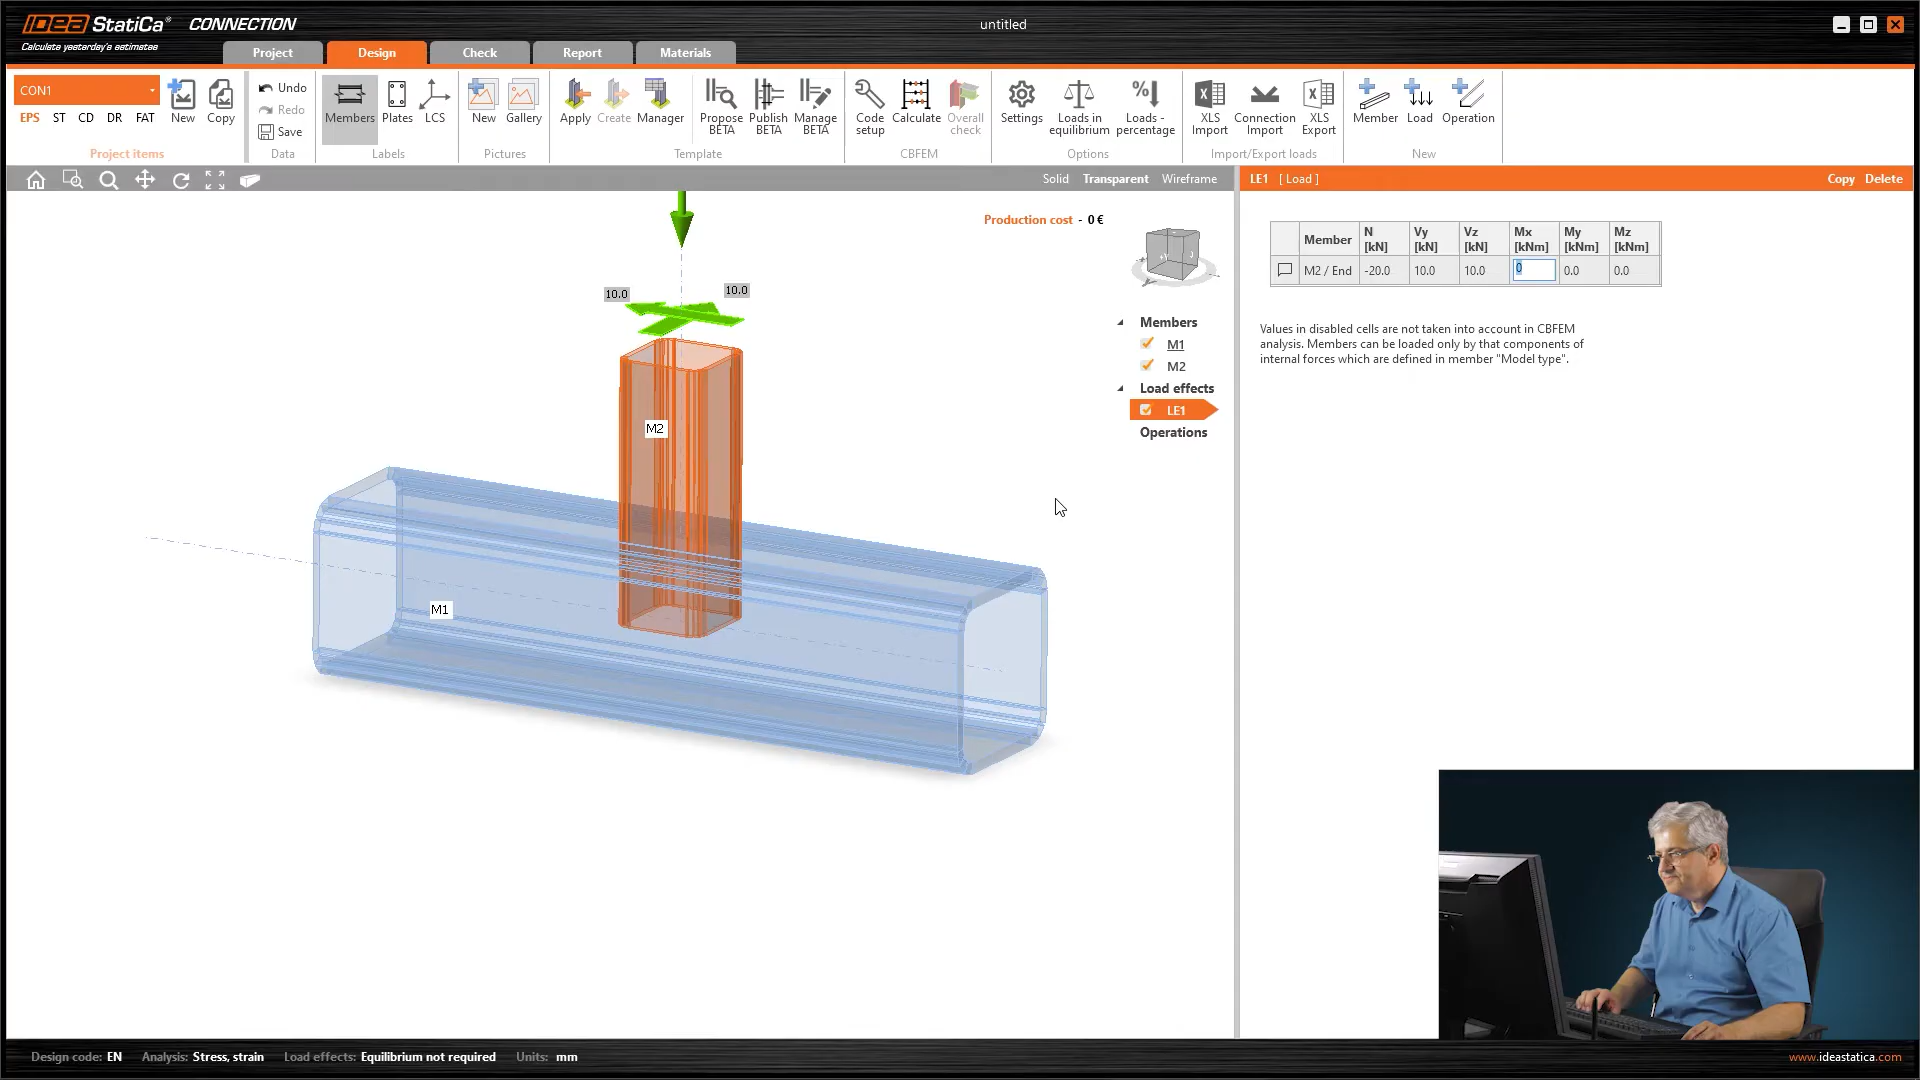 IDEA StatiCa® CONNECTION
Calculate yesterday's estimates
untitled
Project
Design
Check
Report
Materials
CON1
EPS ST CD DR FAT
New
Copy
Project items
Undo
Redo
Save
Data
Members
Plates
LCS
Labels
New
Gallery
Pictures
Apply
Create
Manager
Propose
BETA
Publish
BETA
Manage
BETA
Template
Code
setup
Calculate
Overall
check
CBFEM
Settings
Loads in
equilibrium
Loads -
percentage
Options
XLS
Import
Connection
Import
XLS
Export
Import/Export loads
Member
Load
Operation
New
Solid Transparent Wireframe
LE1 [ Load ]
Copy Delete
Production cost - 0 €
10.0
10.0
M2
M1
Members
M1
M2
Load effects
LE1
Operations
Member N [kN] Vy [kN] Vz [kN] Mx [kNm] My [kNm] Mz [kNm]
M2 / End -20.0 10.0 10.0 0 0.0 0.0
Values in disabled cells are not taken into account in CBFEM
analysis. Members can be loaded only by that components of
internal forces which are defined in member "Model type".
Design code: EN Analysis: Stress, strain Load effects: Equilibrium not required Units: mm
www.ideastatica.com